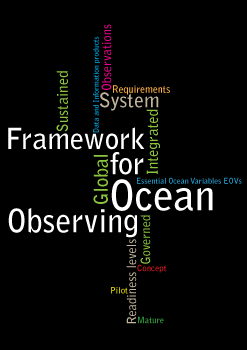 Sustained
Data and Information products
Observations
Requirements
System
Integrated
Framework
for
Global
Essential Ocean Variables EOVs
Ocean
Observing
Governed
Readiness levels
Concept
Pilot
Mature